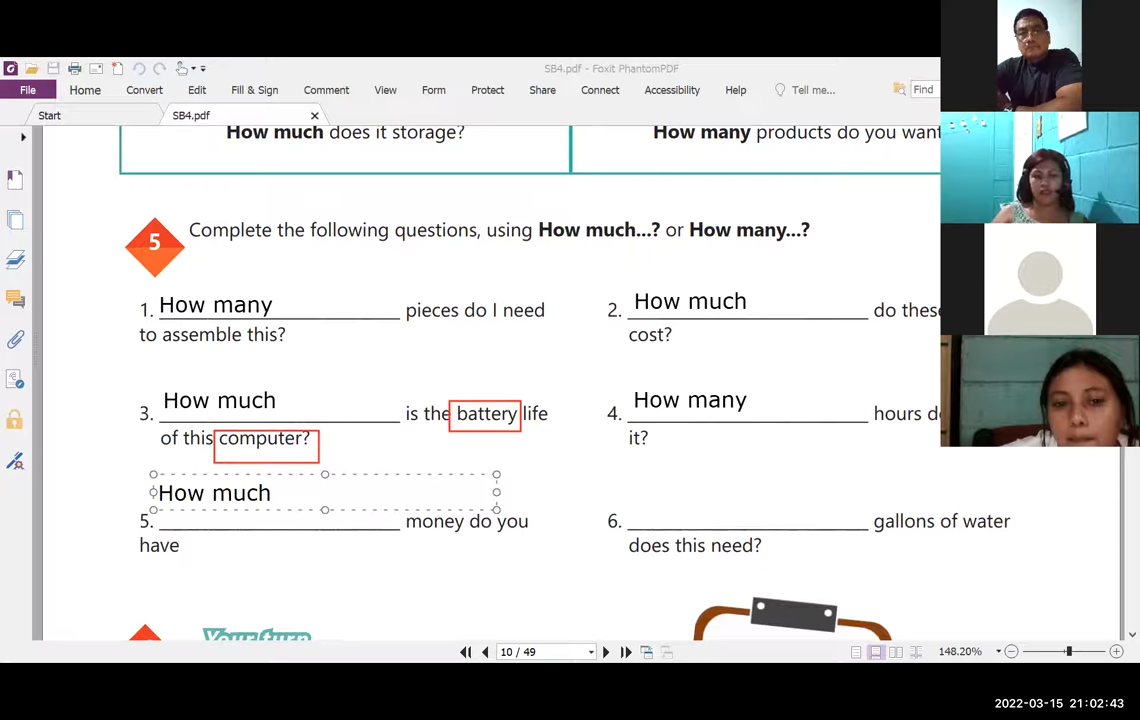 SB4.pdf - Foxit PhantomPDF
File Home Convert Edit Fill & Sign Comment View Form Protect Share Connect Accessibility Help Tell me... Find
Start SB4.pdf
How much does it storage? How many products do you want
5 Complete the following questions, using How much...? or How many...?
1. How many pieces do I need
to assemble this?
2. How much do these
cost?
3. How much is the battery life
of this computer?
4. How many hours d
it?
How much
5. money do you
have
6. gallons of water
does this need?
Your turn
10 / 49
148.20%
2022-03-15 21:02:43